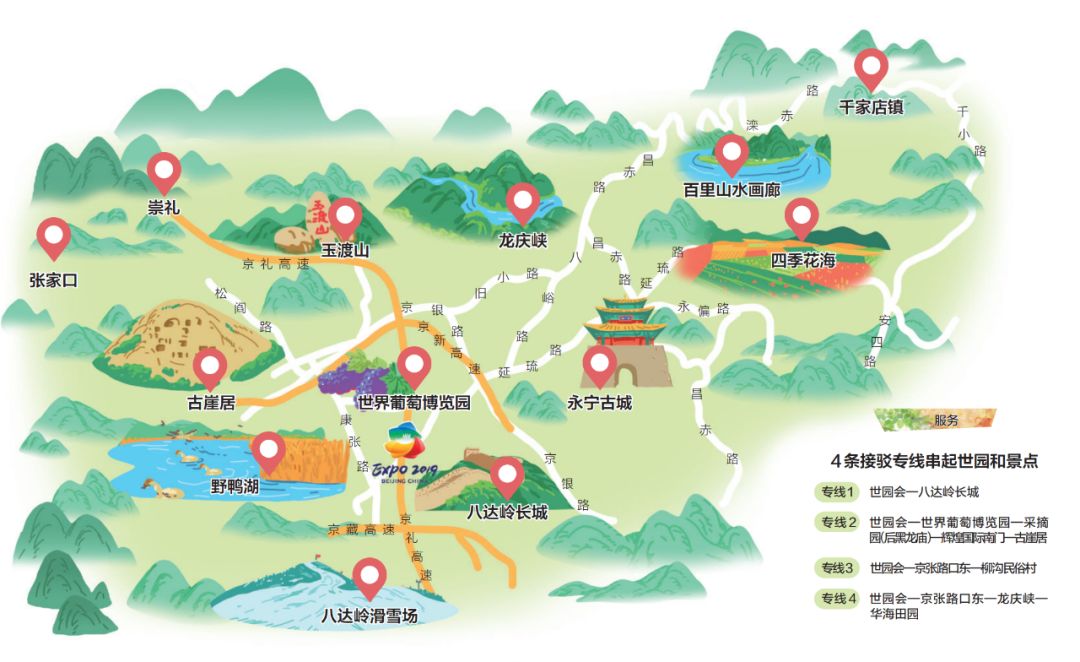 千家店镇
滦赤路
千小路
百里山水画廊
昌赤路
崇礼
玉渡山
玉渡山
龙庆峡
四季花海
张家口
京礼高速
昌赤路
延琉路
八峪路
旧小路
松阎路
京银路
京新高速
永偏路
安四路
延琉路
古崖居
世界葡萄博览园
永宁古城
昌赤路
康张路
EXPO 2019
BEIJING CHINA
野鸭湖
八达岭长城
京银路
京藏高速
京礼高速
八达岭滑雪场
服务
4条接驳专线串起世园和景点
专线1 世园会—八达岭长城
专线2 世园会—世界葡萄博览园—采摘
园(后黑龙庙)—辉煌国际南门—古崖居
专线3 世园会—京张路口东—柳沟民俗村
专线4 世园会—京张路口东—龙庆峡—
华海田园